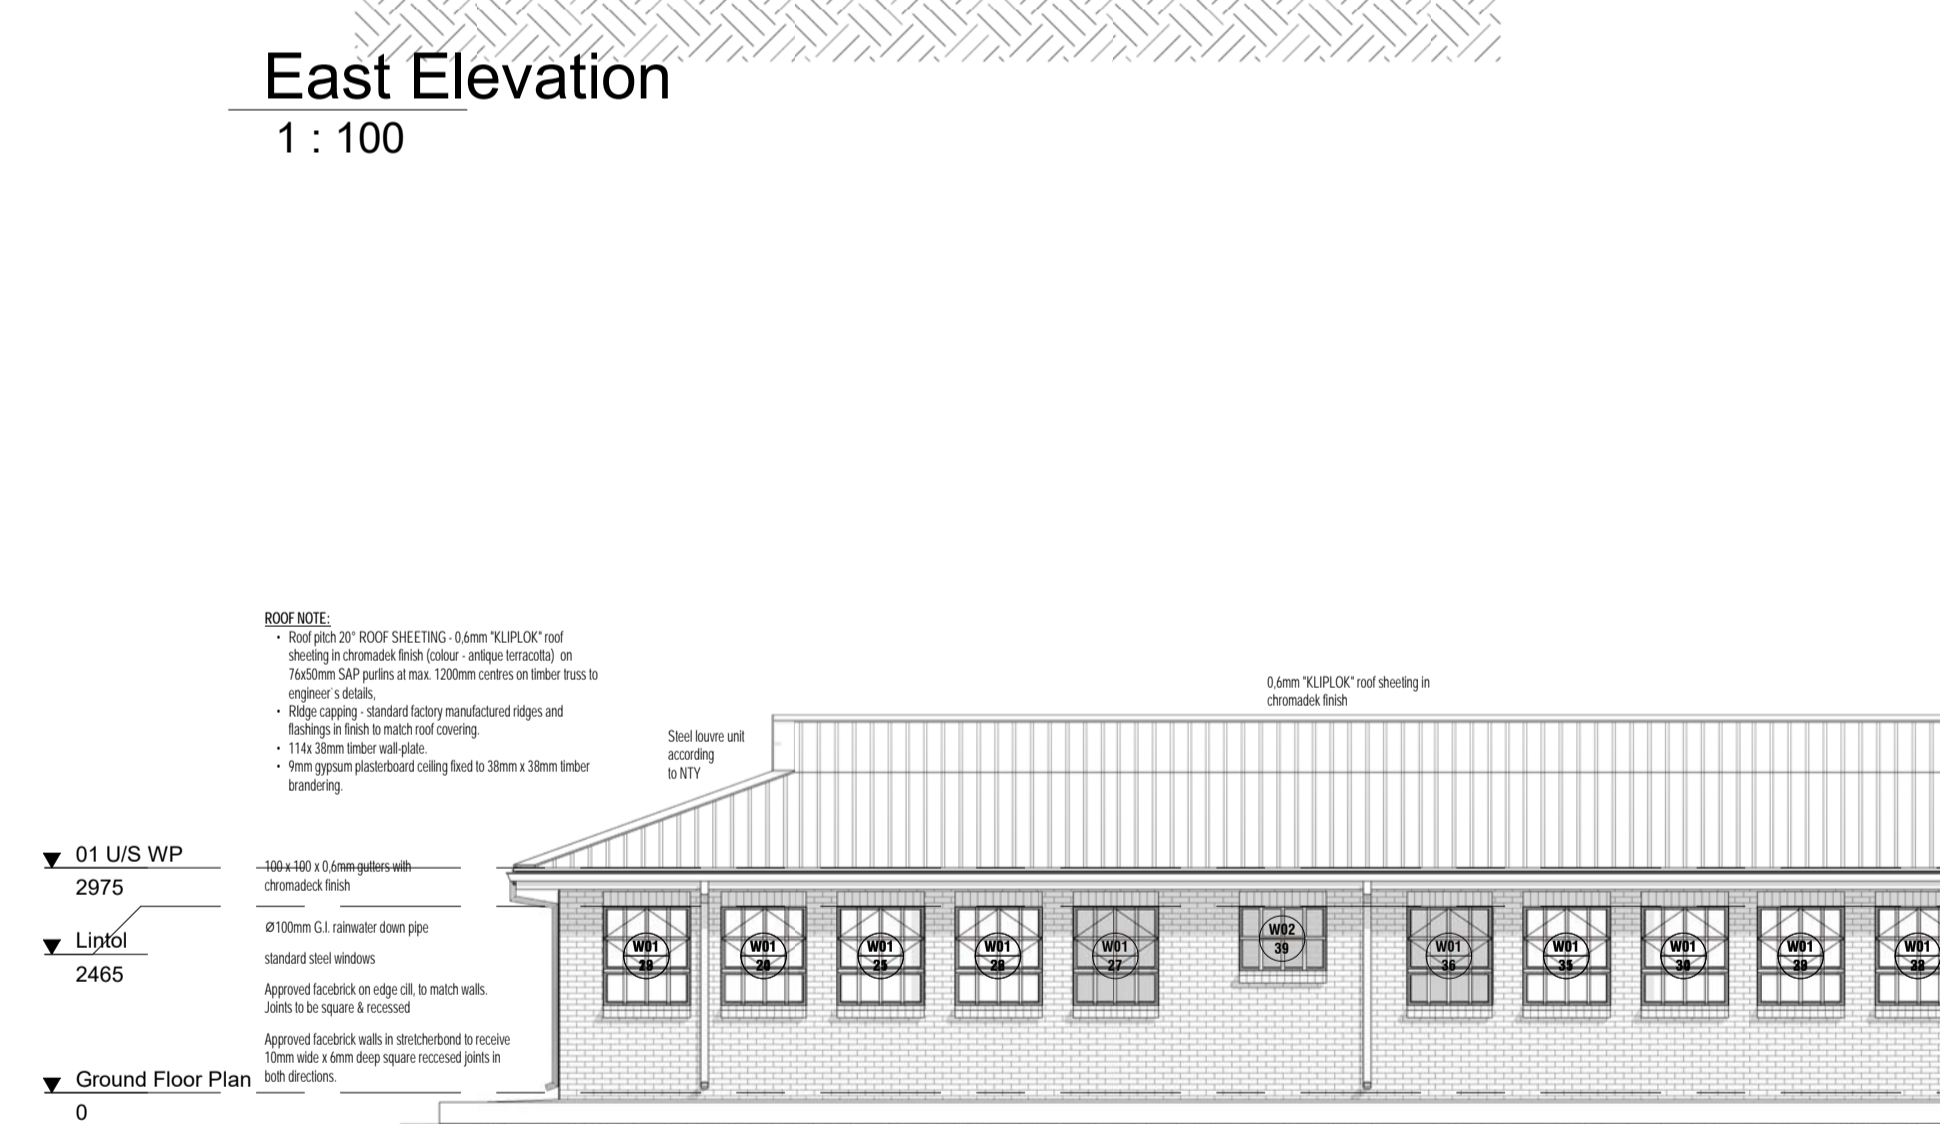 East Elevation
1 : 100
ROOF NOTE:
• Roof pitch 20° ROOF SHEETING - 0,6mm "KLIPLOK" roof
sheeting in chromadek finish (colour - antique terracotta) on
76x50mm SAP purlins at max. 1200mm centres on timber truss to
engineer`s details,
• RIdge capping - standard factory manufactured ridges and
flashings in finish to match roof covering.
• 114x 38mm timber wall-plate.
• 9mm gypsum plasterboard ceiling fixed to 38mm x 38mm timber
brandering.
Steel louvre unit
according
to NTY
0,6mm "KLIPLOK" roof sheeting in
chromadek finish
01 U/S WP
2975
Lintol
2465
Ground Floor Plan
0
100 x 100 x 0,6mm gutters with
chromadeck finish
Ø100mm G.I. rainwater down pipe
standard steel windows
Approved facebrick on edge cill, to match walls.
Joints to be square & recessed
Approved facebrick walls in stretcherbond to receive
10mm wide x 6mm deep square reccesed joints in
both directions.
W01
W01
W01
W01
W01
27
W02
39
W01
36
W01
35
W01
30
W01
W01